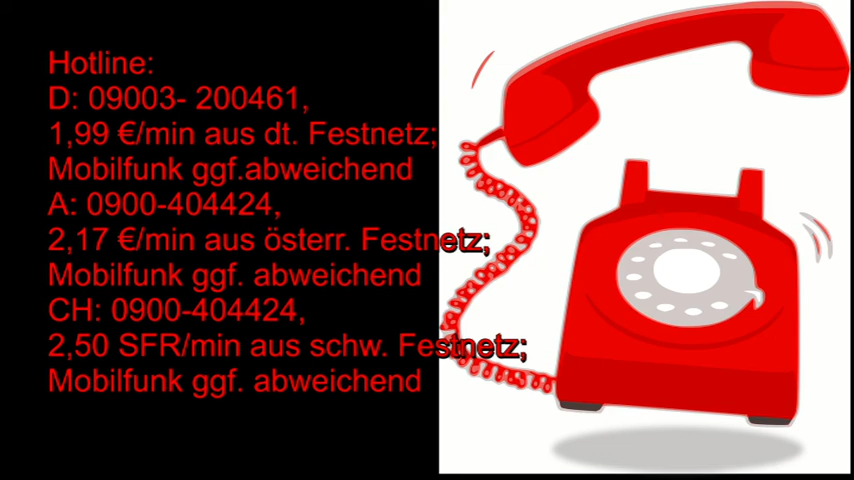 Hotline:
D: 09003- 200461,
1,99 €/min aus dt. Festnetz;
Mobilfunk ggf.abweichend
A: 0900-404424,
2,17 €/min aus österr. Festnetz;
Mobilfunk ggf. abweichend
CH: 0900-404424,
2,50 SFR/min aus schw. Festnetz;
Mobilfunk ggf. abweichend